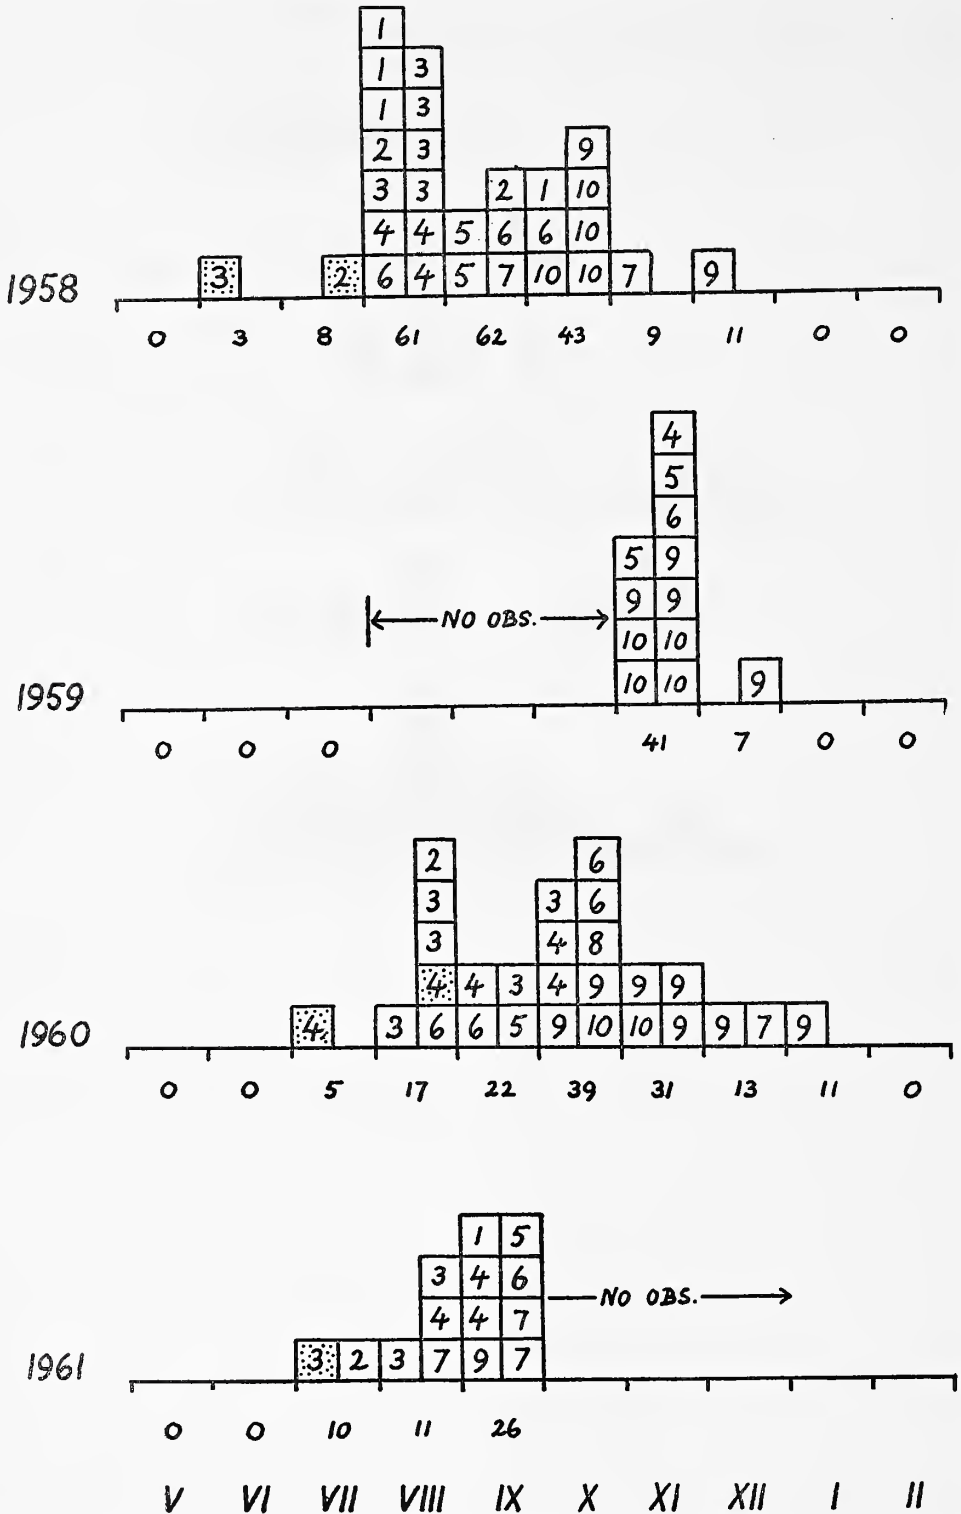 1
1 3
1 3
2 3 9
3 3 2 1 10
4 4 5 6 6 10
1958 3 2 6 4 5 7 10 10 7 9
0 3 8 61 62 43 9 11 0 0
4
5
6
5 9
9 9
NO OBS.
10 10
1959 10 10 9
0 0 0 41 7 0 0
2 6
3 3 6
3 4 8
4 4 3 4 9 9 9
1960 4 3 6 6 5 9 10 10 9 9 7 9
0 0 5 17 22 39 31 13 11 0
1 5
3 4 6 NO OBS.
4 4 7
1961 3 2 3 7 9 7
0 0 10 11 26
V VI VII VIII IX X XI XII I II